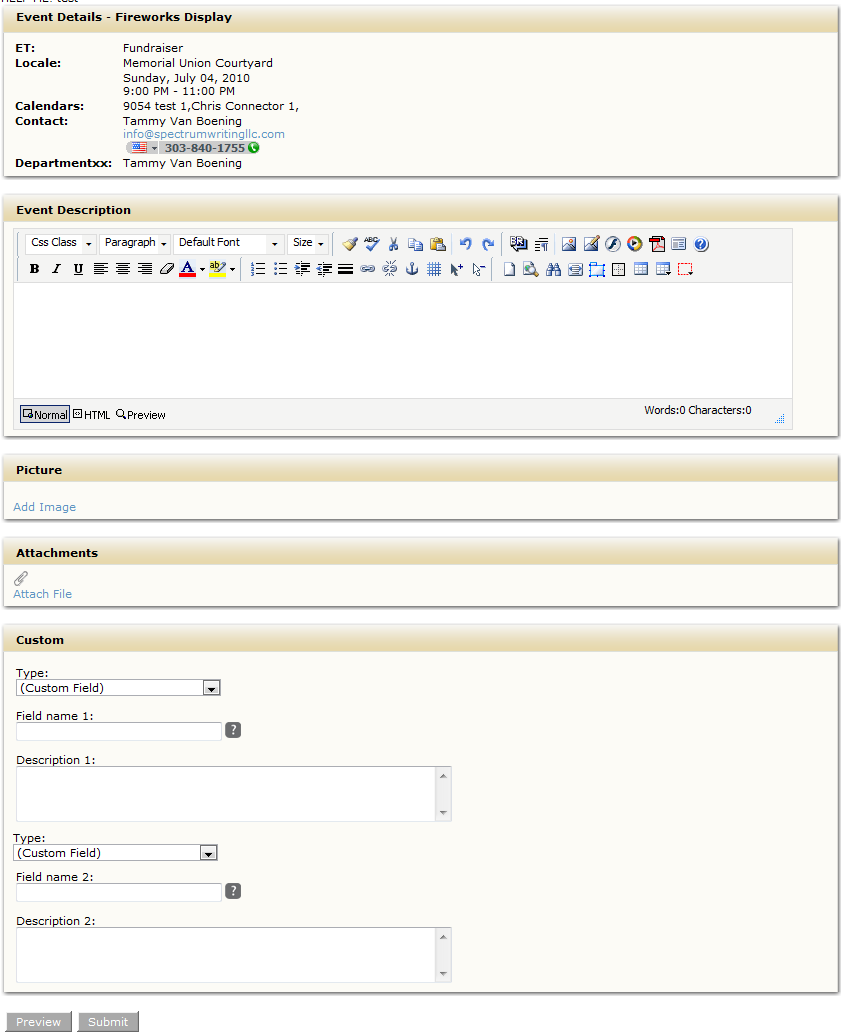 Event Details - Fireworks Display
ET: Fundraiser
Locale: Memorial Union Courtyard
Sunday, July 04, 2010
9:00 PM - 11:00 PM
Calendars: 9054 test 1,Chris Connector 1,
Contact: Tammy Van Boening
info@spectrumwritingllc.com
303-840-1755
Departmentxx: Tammy Van Boening
Event Description
Css Class Paragraph Default Font Size ABC
B I U A ab
Normal HTML Preview Words:0 Characters:0
Picture
Add Image
Attachments
Attach File
Custom
Type:
(Custom Field)
Field name 1:
?
Description 1:
Type:
(Custom Field)
Field name 2:
?
Description 2:
Preview Submit